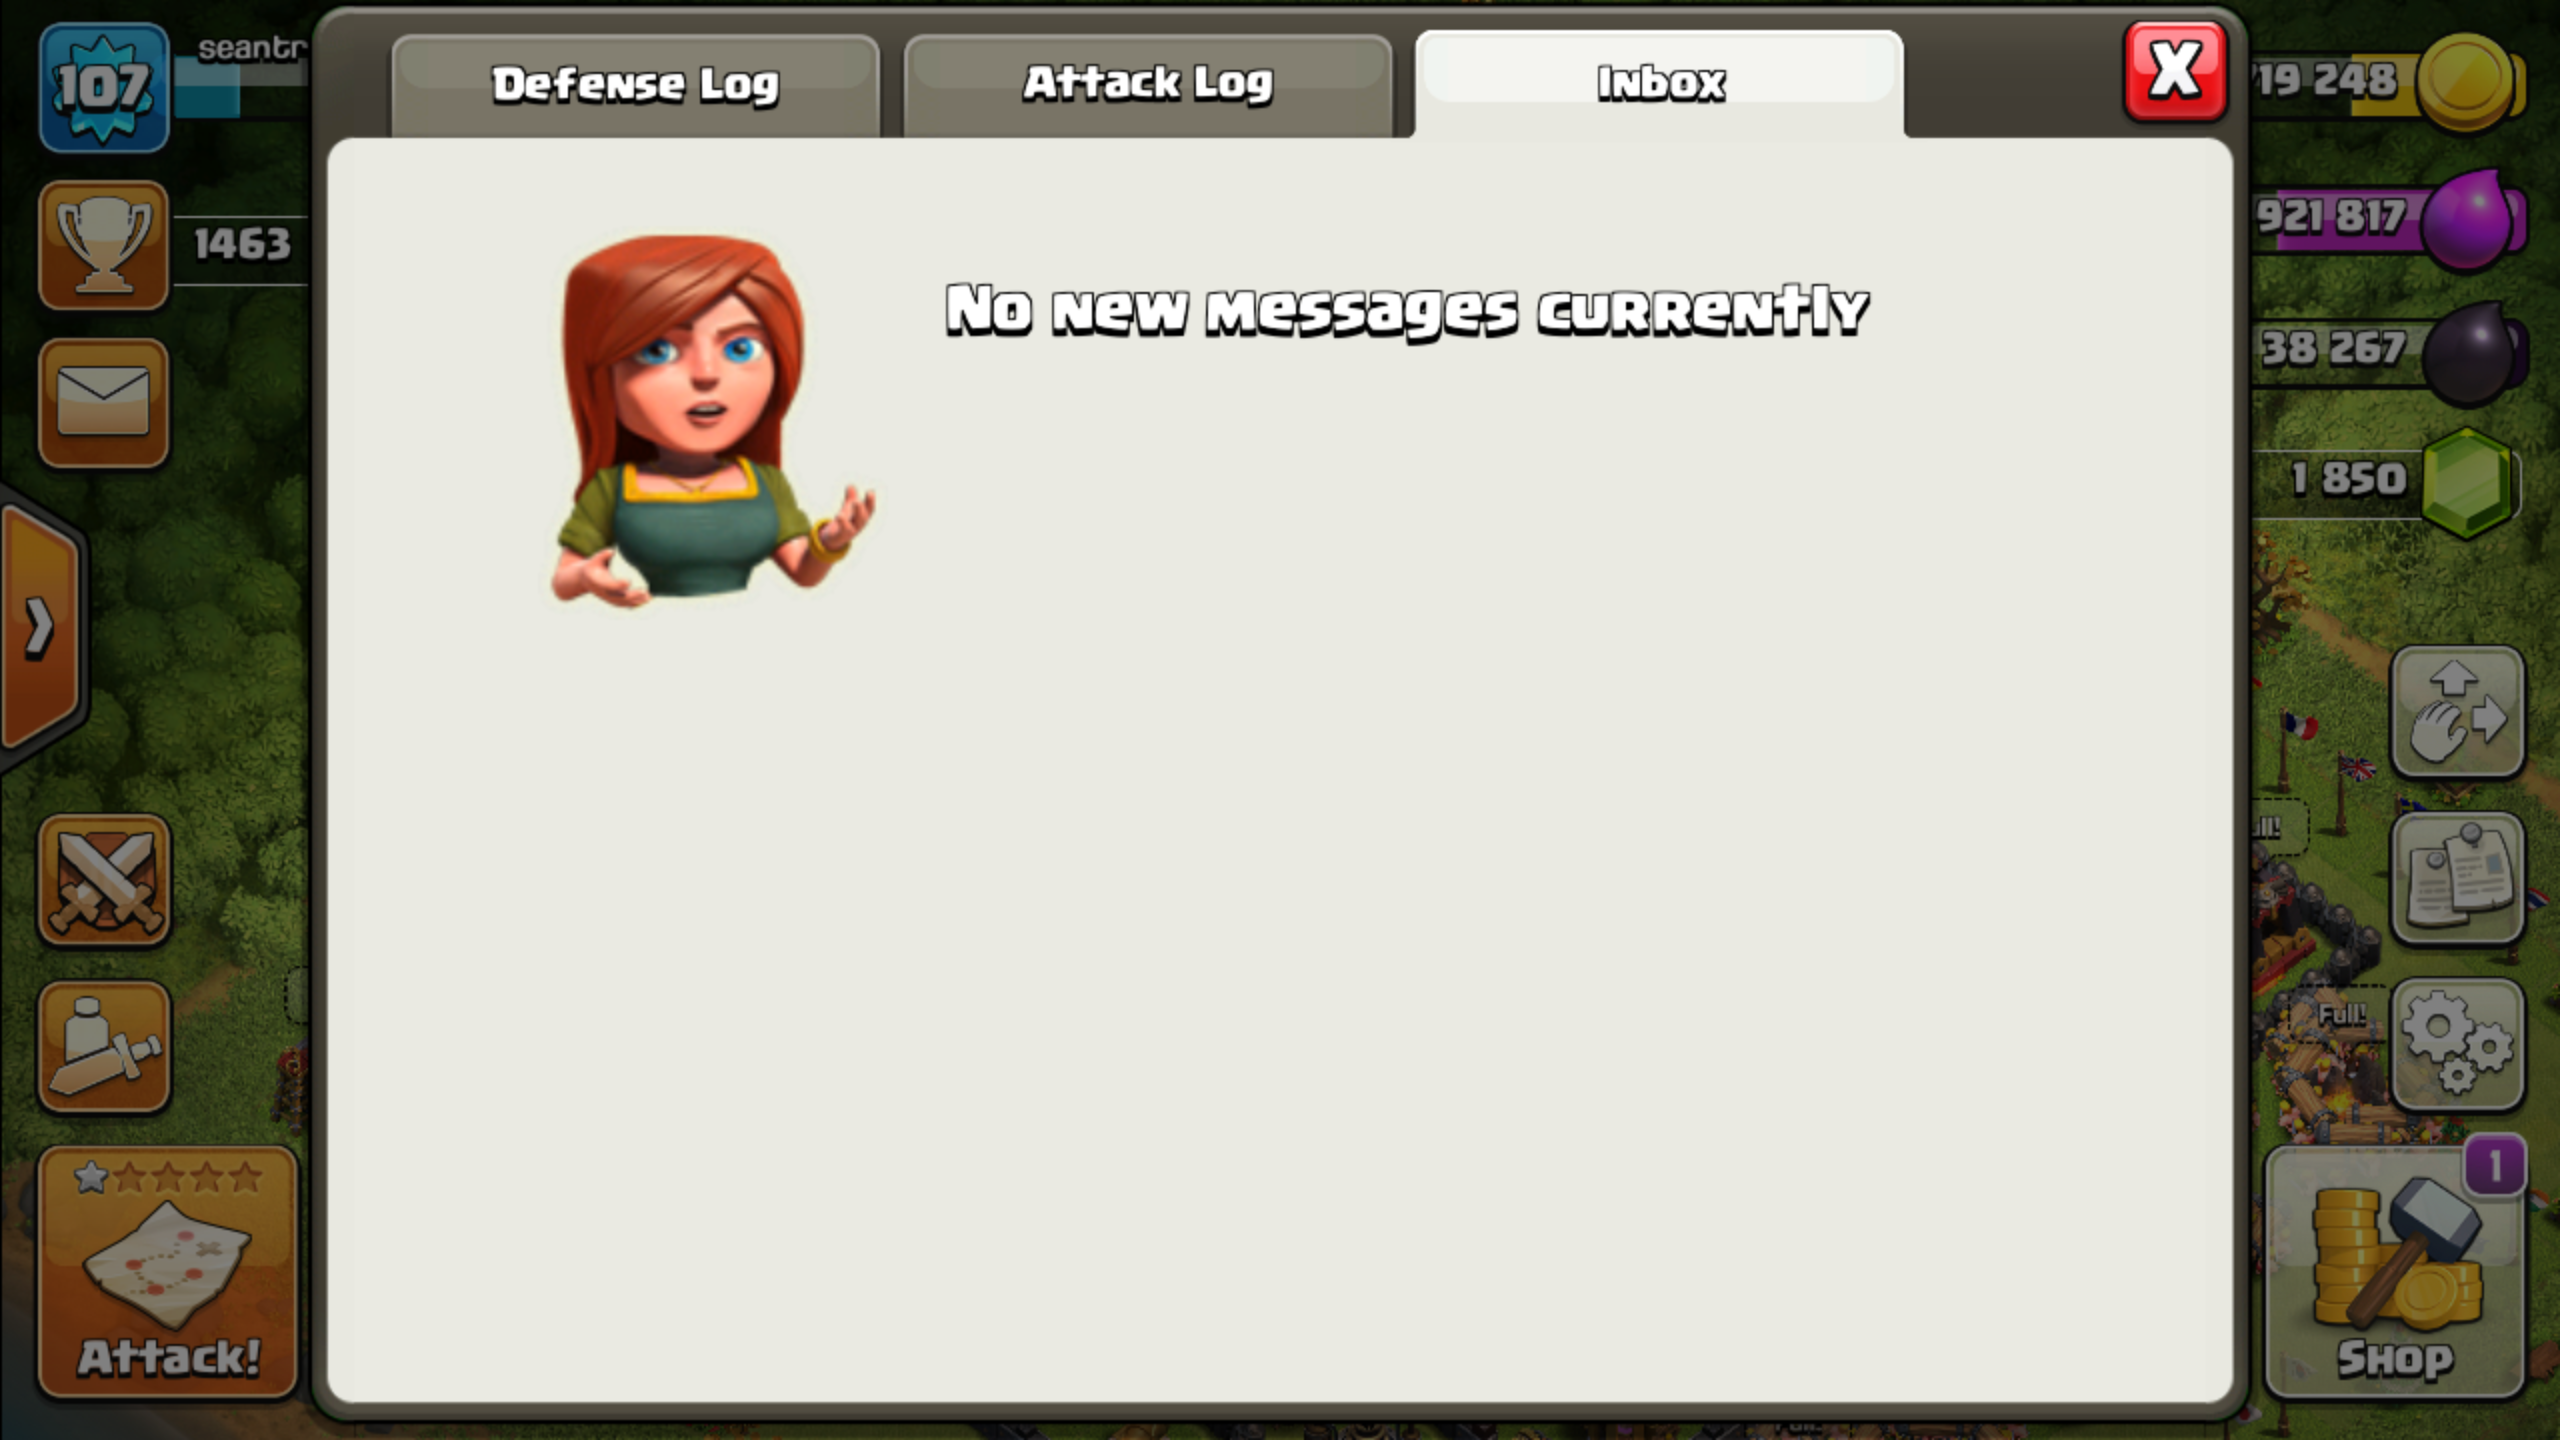 107
seantr
Defense Log
Attack Log
Inbox
X
719 248
1463
No new messages currently
921 817
38 267
1 850
Full!
1
Attack!
Shop